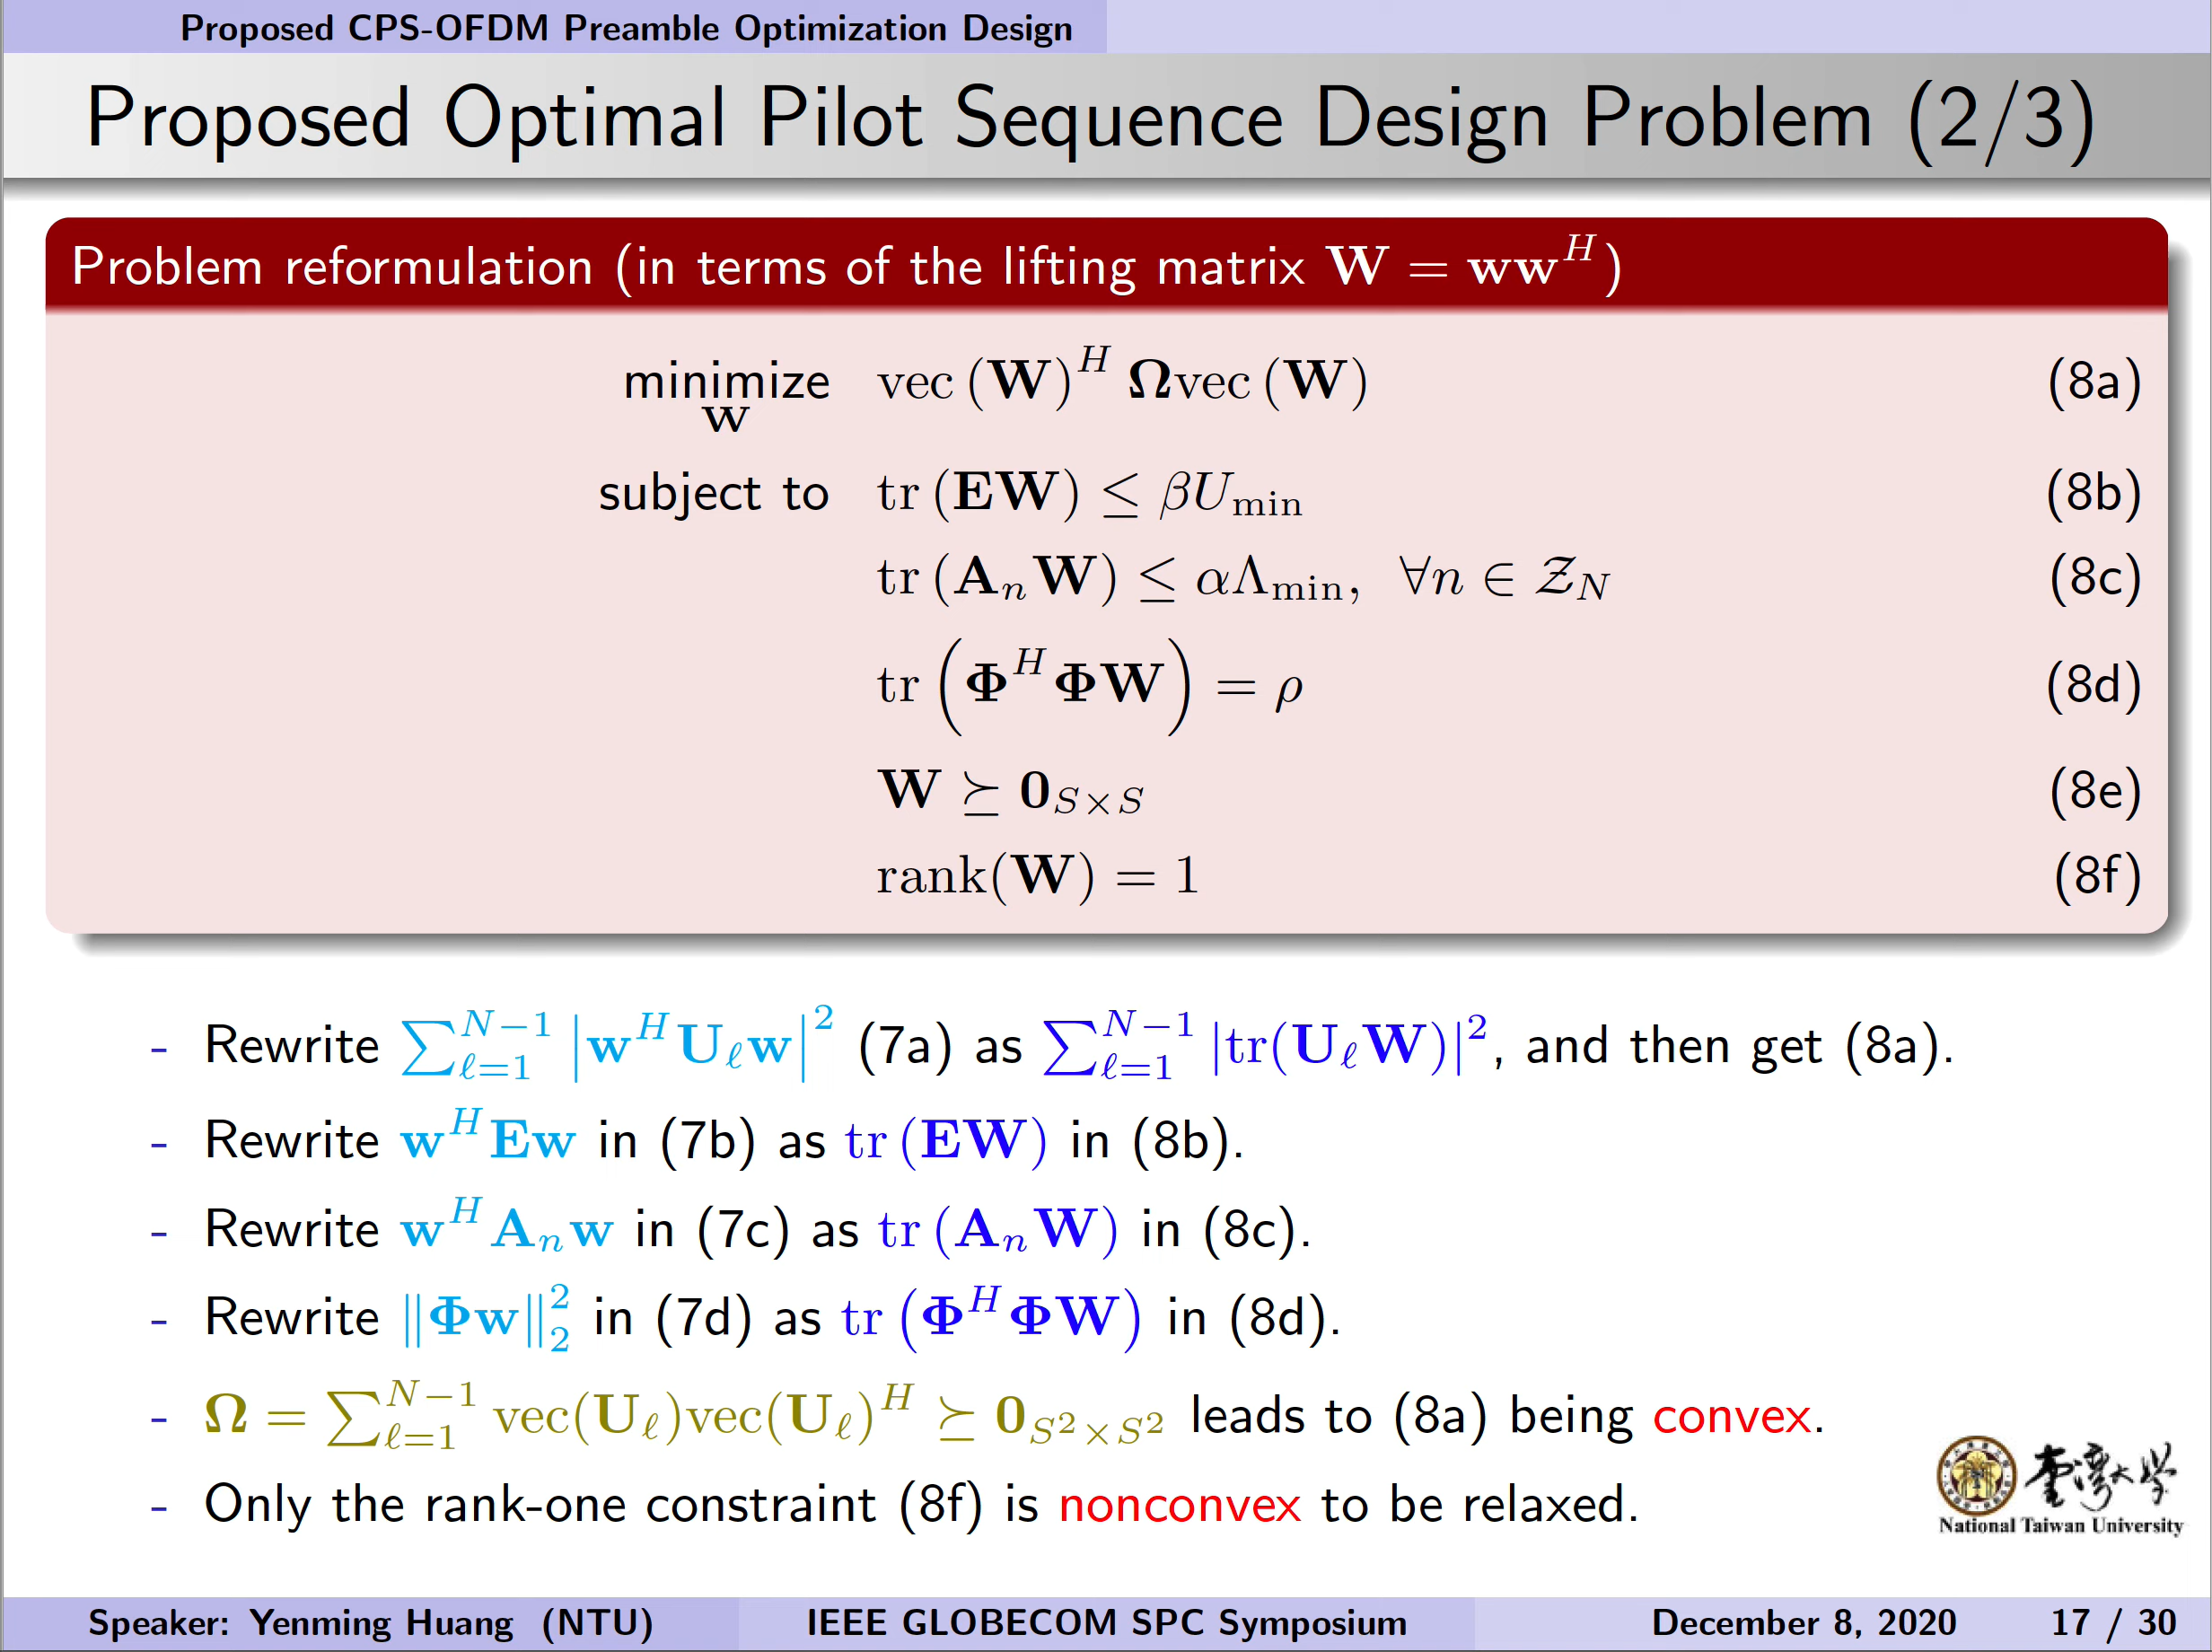 Proposed CPS-OFDM Preamble Optimization Design
Proposed Optimal Pilot Sequence Design Problem (2/3)
Problem reformulation (in terms of the lifting matrix 𝐖 = 𝐰𝐰^H)
minimize vec (𝐖)^H 𝛀vec (𝐖) (8a)
𝐖
subject to tr (𝐄𝐖) ≤ βU_min (8b)
tr (𝐀_n 𝐖) ≤ αΛ_min, ∀n ∈ 𝒵_N (8c)
tr (𝚽^H 𝚽𝐖) = ρ (8d)
𝐖 ⪰ 𝟎_{S×S} (8e)
rank(𝐖) = 1 (8f)
- Rewrite ∑_{ℓ=1}^{N−1} |𝐰^H 𝐔_ℓ 𝐰|^2 (7a) as ∑_{ℓ=1}^{N−1} |tr(𝐔_ℓ 𝐖)|^2, and then get (8a).
- Rewrite 𝐰^H 𝐄𝐰 in (7b) as tr (𝐄𝐖) in (8b).
- Rewrite 𝐰^H 𝐀_n 𝐰 in (7c) as tr (𝐀_n 𝐖) in (8c).
- Rewrite ‖𝚽𝐰‖_2^2 in (7d) as tr (𝚽^H 𝚽𝐖) in (8d).
- 𝛀 = ∑_{ℓ=1}^{N−1} vec(𝐔_ℓ)vec(𝐔_ℓ)^H ⪰ 𝟎_{S^2×S^2} leads to (8a) being convex.
- Only the rank-one constraint (8f) is nonconvex to be relaxed.
臺灣大學
National Taiwan University
Speaker: Yenming Huang (NTU) IEEE GLOBECOM SPC Symposium December 8, 2020 17 / 30